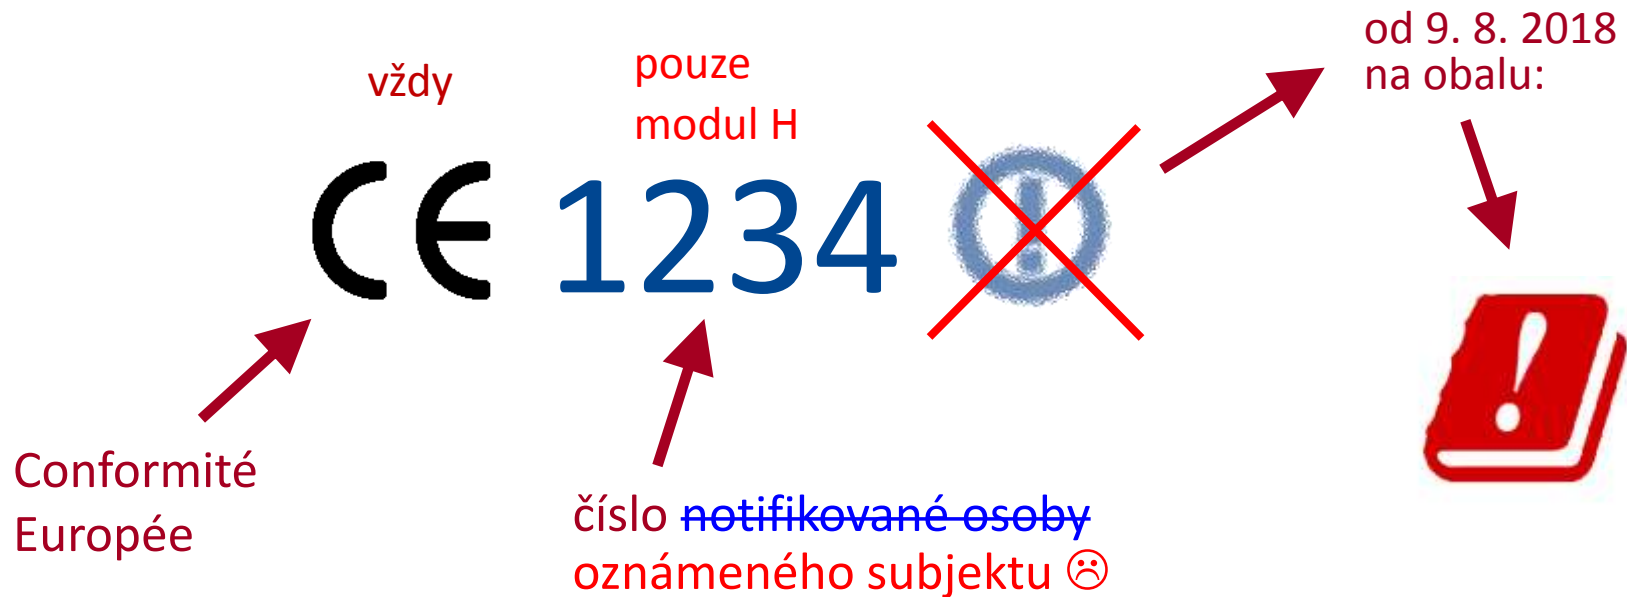 od 9. 8. 2018
na obalu:
vždy
pouze
modul H
CE 1234
Conformité
Europée
číslo notifikované osoby
oznámeného subjektu ☹